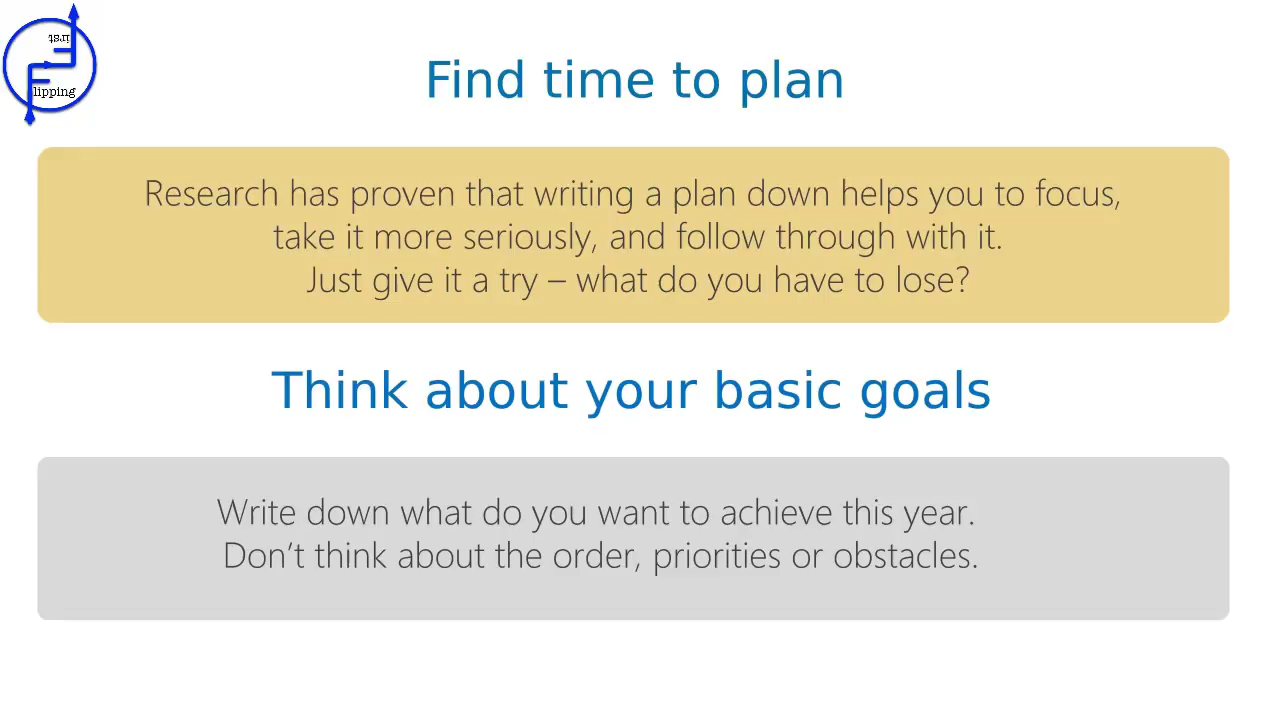 First
Flipping
Find time to plan
Research has proven that writing a plan down helps you to focus,
take it more seriously, and follow through with it.
Just give it a try – what do you have to lose?
Think about your basic goals
Write down what do you want to achieve this year.
Don’t think about the order, priorities or obstacles.